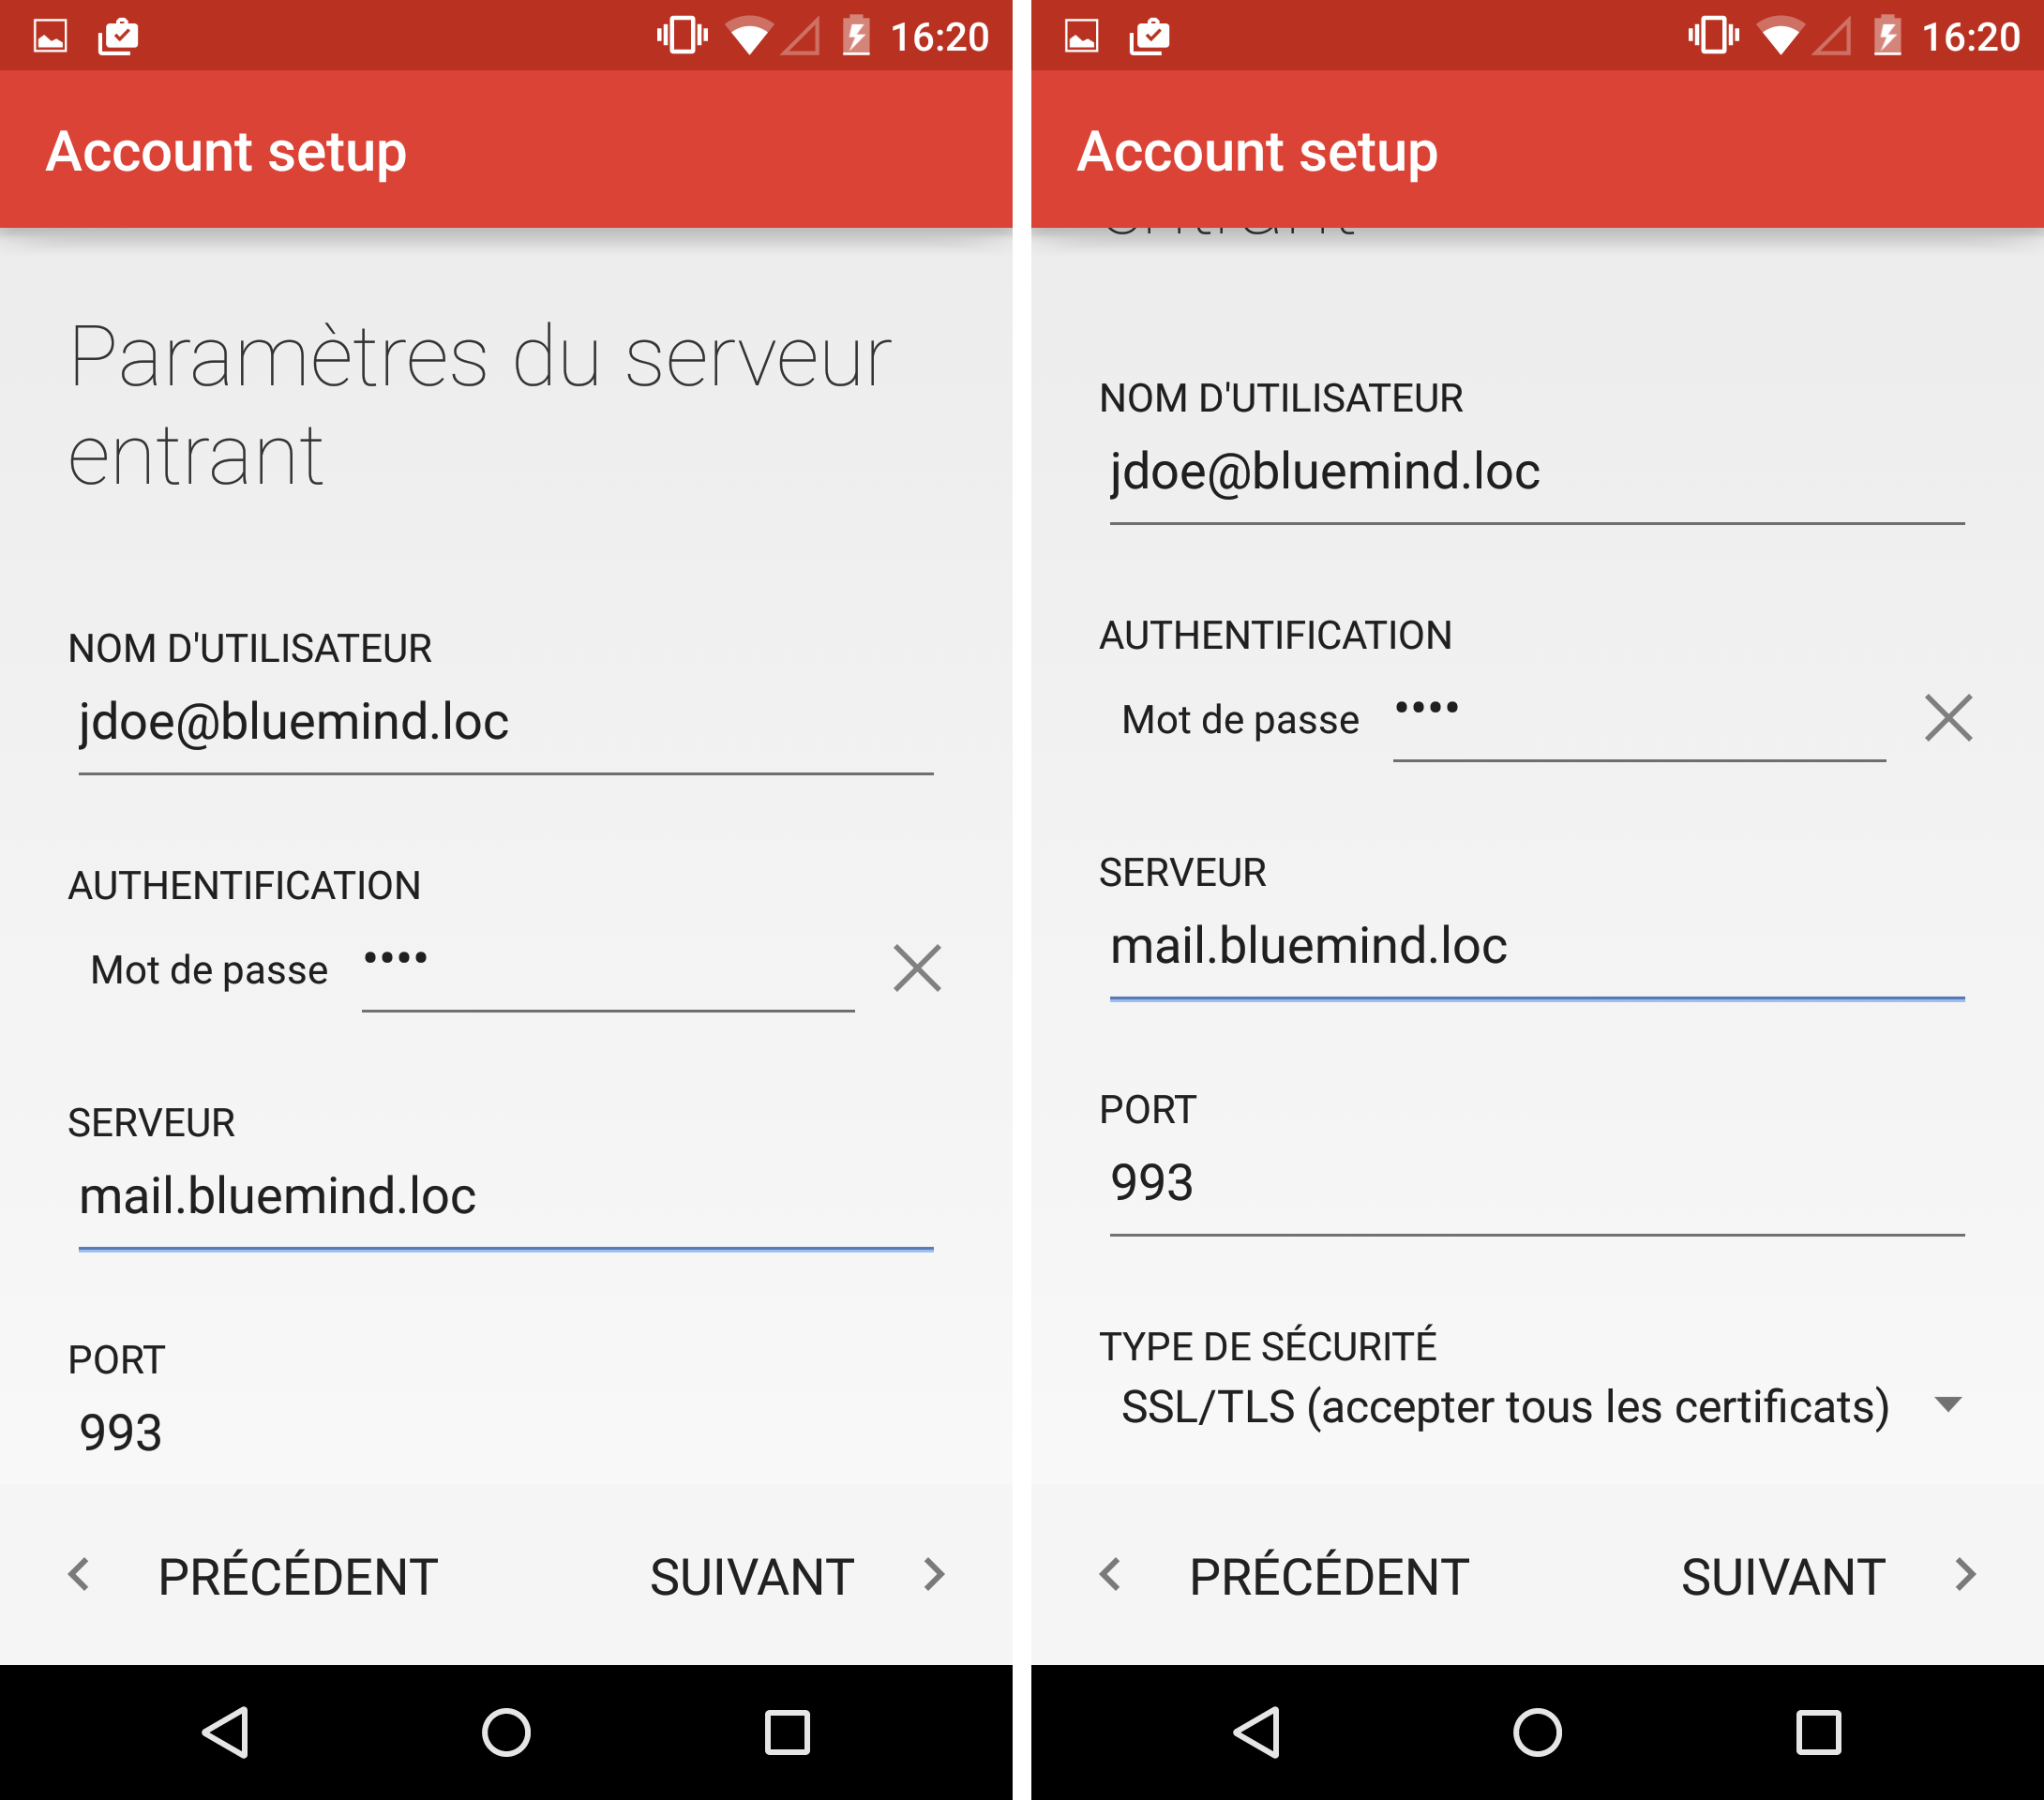 16:20
Account setup
Paramètres du serveur
entrant
NOM D'UTILISATEUR
jdoe@bluemind.loc
AUTHENTIFICATION
Mot de passe ••••
SERVEUR
mail.bluemind.loc
PORT
993
PRÉCÉDENT
SUIVANT
16:20
Account setup
entrant
NOM D'UTILISATEUR
jdoe@bluemind.loc
AUTHENTIFICATION
Mot de passe ••••
SERVEUR
mail.bluemind.loc
PORT
993
TYPE DE SÉCURITÉ
SSL/TLS (accepter tous les certificats)
PRÉCÉDENT
SUIVANT